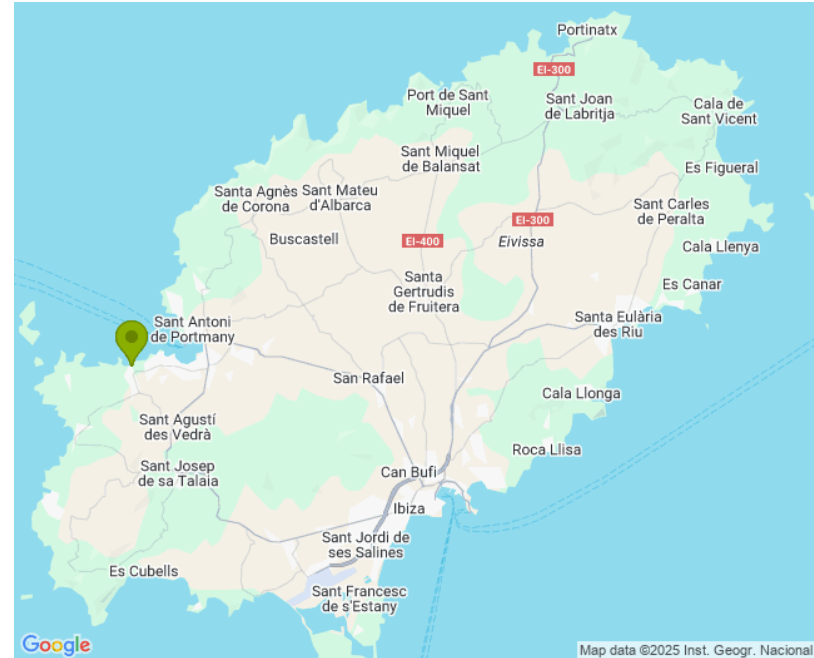 Portinatx
EI-300
Port de Sant
Miquel
Sant Joan
de Labritja
Cala de
Sant Vicent
Sant Miquel
de Balansat
Es Figueral
Santa Agnès
de Corona
Sant Mateu
d'Albarca
Sant Carles
de Peralta
EI-300
Buscastell
EI-400
Eivissa
Cala Llenya
Santa
Gertrudis
de Fruitera
Es Canar
Sant Antoni
de Portmany
Santa Eulària
des Riu
San Rafael
Cala Llonga
Sant Agustí
des Vedrà
Roca Llisa
Sant Josep
de sa Talaia
Can Bufi
Ibiza
Sant Jordi de
ses Salines
Es Cubells
Sant Francesc
de s'Estany
Google
Map data ©2025 Inst. Geogr. Nacional